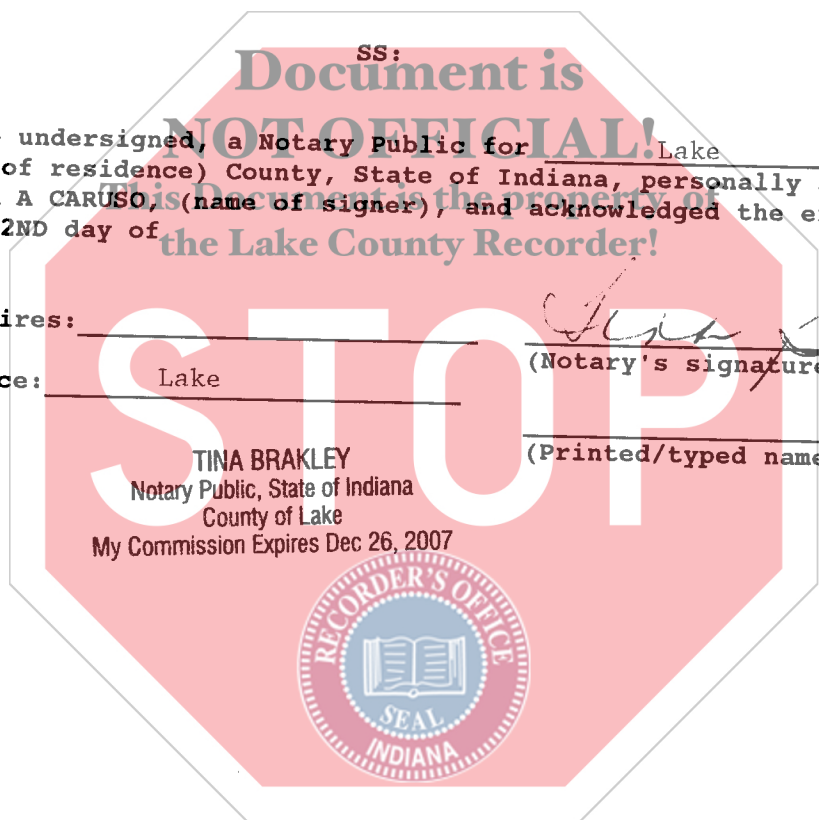 SS:
Document is
NOT OFFICIAL!
undersigned, a Notary Public for Lake
of residence) County, State of Indiana, personally
This Document is the property of
A CARUSO, (name of signer), and acknowledged the
2ND day of
the Lake County Recorder!
ires:
STOP
(Notary's signature
ce: Lake
(Printed/typed name
TINA BRAKLEY
Notary Public, State of Indiana
County of Lake
My Commission Expires Dec 26, 2007
RECORDER'S OFFICE
SEAL
INDIANA